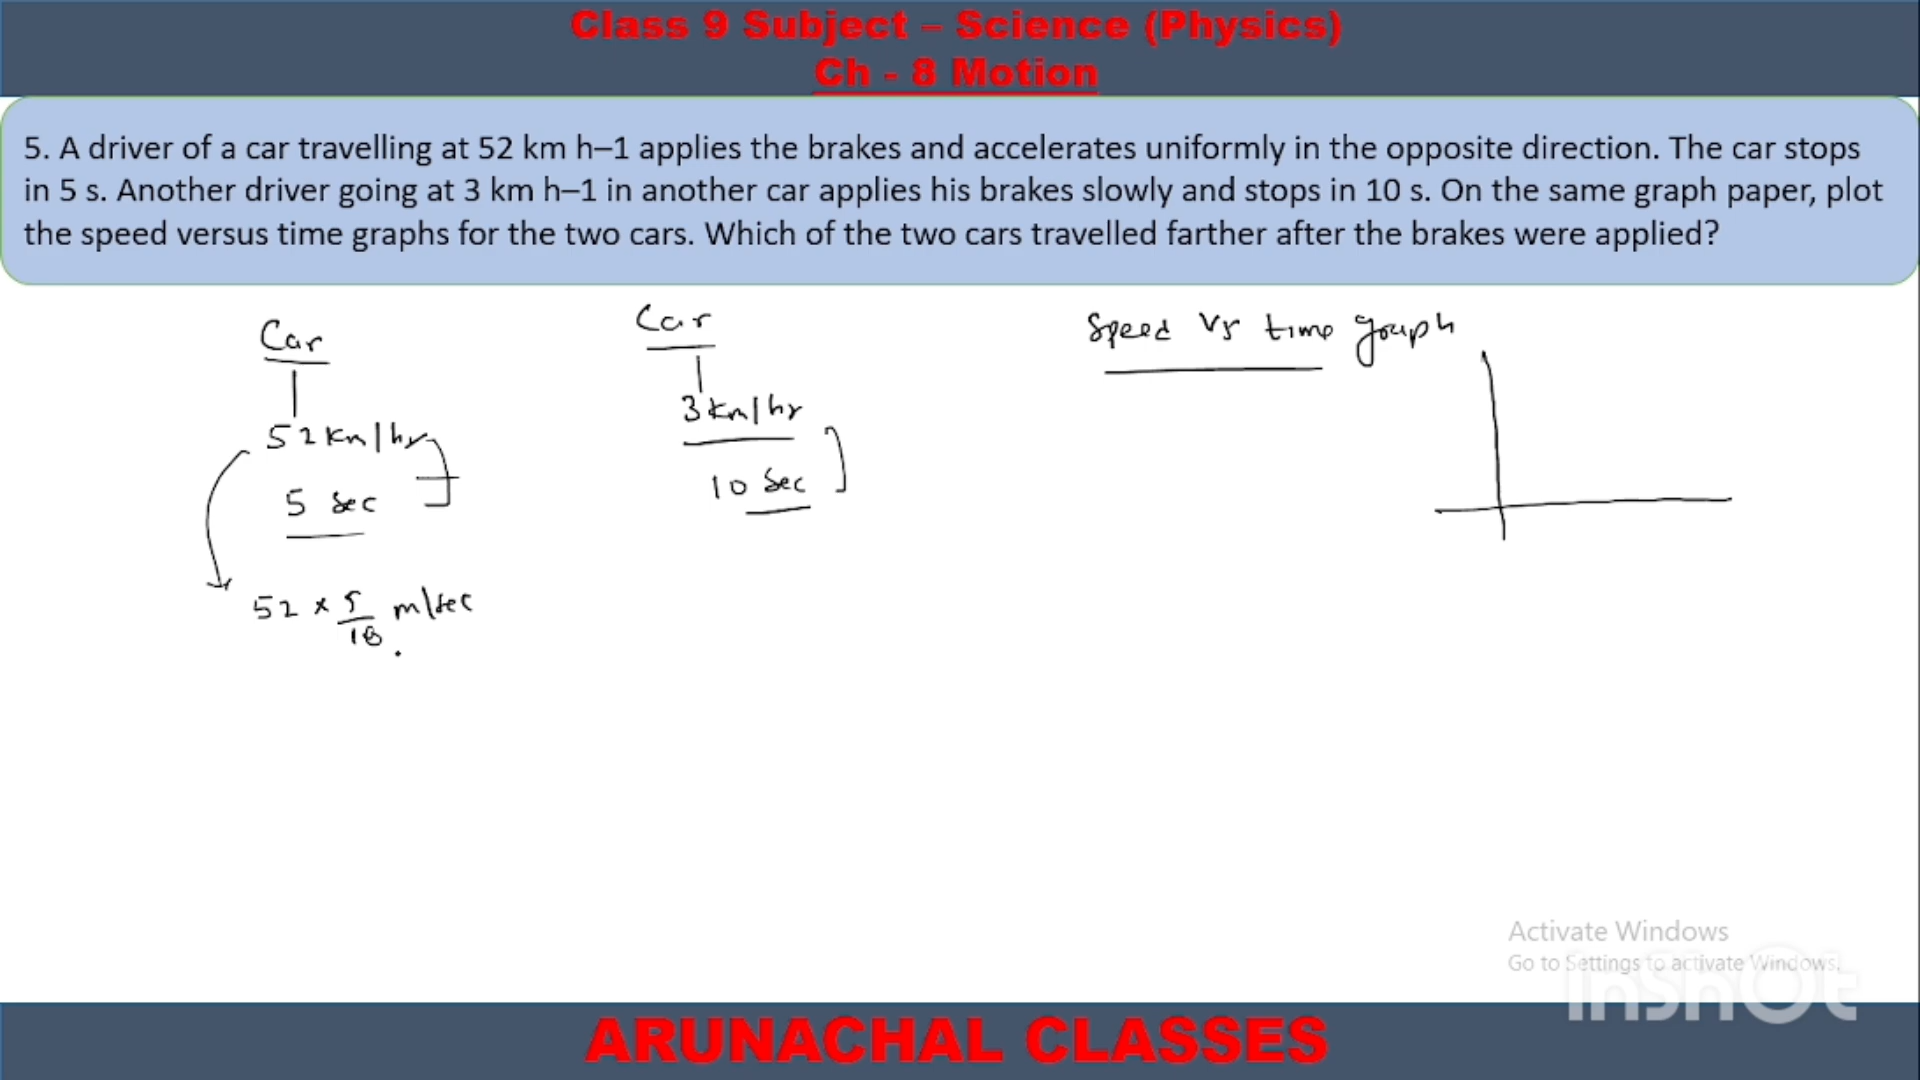 Class 9 Subject – Science (Physics)
Ch - 8 Motion
5. A driver of a car travelling at 52 km h–1 applies the brakes and accelerates uniformly in the opposite direction. The car stops
in 5 s. Another driver going at 3 km h–1 in another car applies his brakes slowly and stops in 10 s. On the same graph paper, plot
the speed versus time graphs for the two cars. Which of the two cars travelled farther after the brakes were applied?
Car
52 km/hr
5 sec
52 × 5/18 m/sec
Car
3 km/hr
10 sec
Speed Vs time graph
Activate Windows
Go to Settings to activate Windows.
InShOt
ARUNACHAL CLASSES